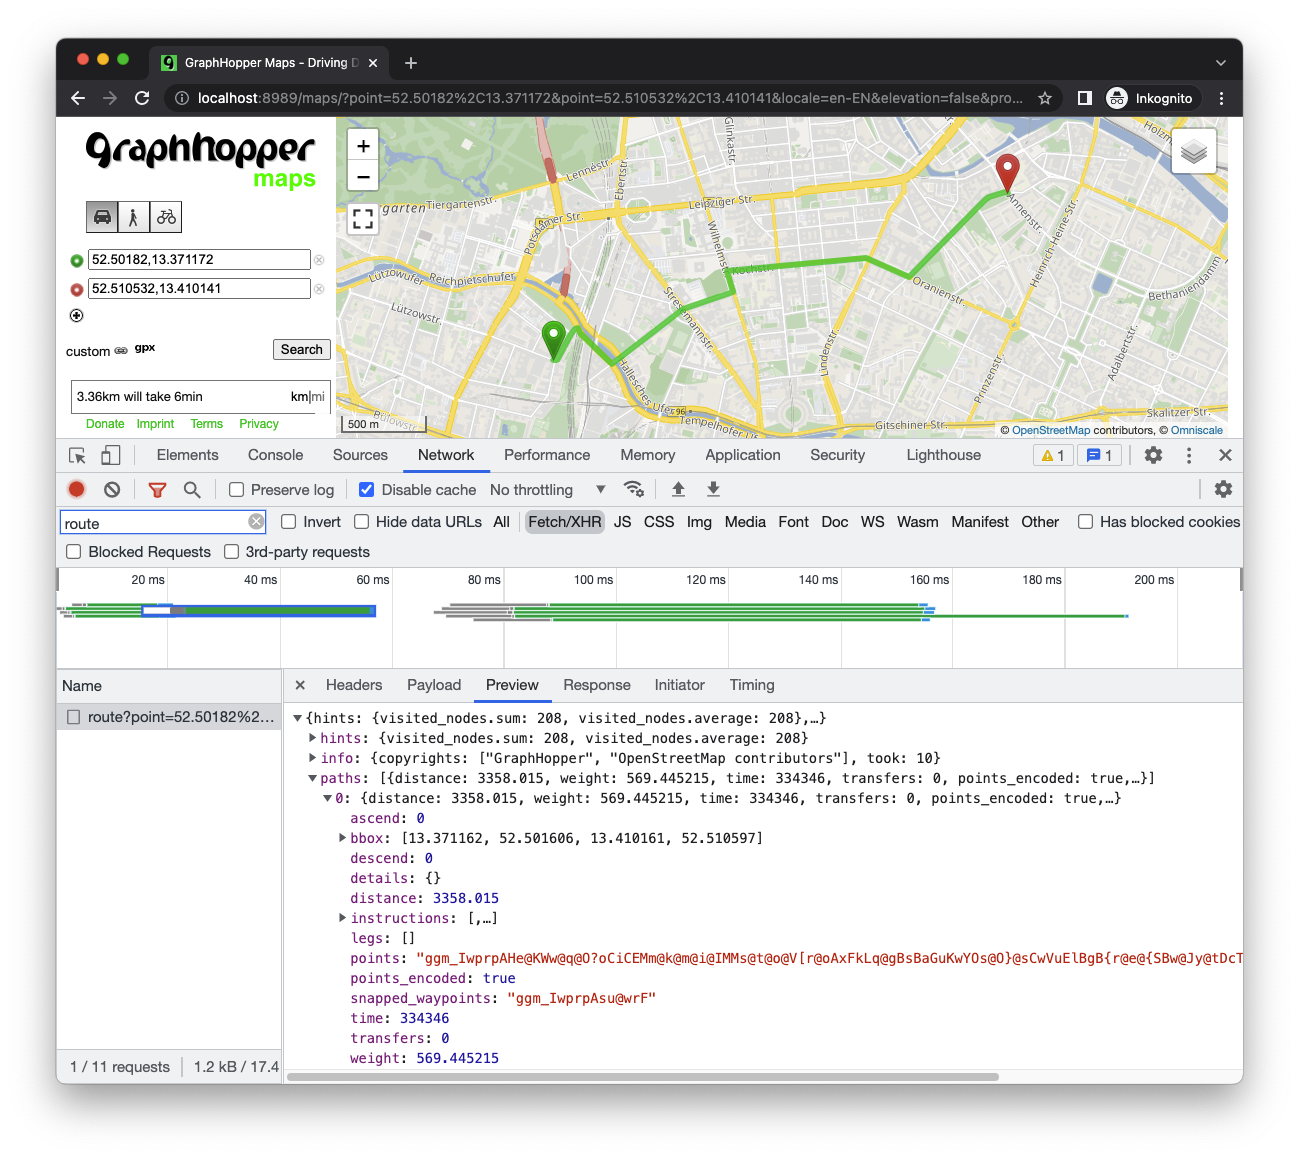 GraphHopper Maps - Driving D
localhost:8989/maps/?point=52.50182%2C13.371172&point=52.510532%2C13.410141&locale=en-EN&elevation=false&pro...
Inkognito
graphhopper
maps
52.50182,13.371172
52.510532,13.410141
custom gpx
Search
3.36km will take 6min km|mi
Donate Imprint Terms Privacy
+
−
500 m
Lennéstr.
Ebertstr.
Glinkastr.
Tiergartenstr.
garten
Potsdamer Str.
Leipziger Str.
Wilhelmstr.
Kochstr.
Lützowufer
Reichpietschufer
Lützowstr.
Stresemannstr.
Hallesches Ufer
96
Tempelhofer Ufer
Bülowstr.
Lindenstr.
Oranienstr.
Annenstr.
Heinrich-Heine-Str.
Bethaniendamm
Adalbertstr.
Prinzenstr.
Gitschiner Str.
Skalitzer Str.
Holzm
© OpenStreetMap contributors, © Omniscale
Elements Console Sources Network Performance Memory Application Security Lighthouse 1 1
Preserve log Disable cache No throttling
route Invert Hide data URLs All Fetch/XHR JS CSS Img Media Font Doc WS Wasm Manifest Other Has blocked cookies
Blocked Requests 3rd-party requests
20 ms 40 ms 60 ms 80 ms 100 ms 120 ms 140 ms 160 ms 180 ms 200 ms
Name
route?point=52.50182%2...
1 / 11 requests 1.2 kB / 17.4
Headers Payload Preview Response Initiator Timing
{hints: {visited_nodes.sum: 208, visited_nodes.average: 208},…}
hints: {visited_nodes.sum: 208, visited_nodes.average: 208}
info: {copyrights: ["GraphHopper", "OpenStreetMap contributors"], took: 10}
paths: [{distance: 3358.015, weight: 569.445215, time: 334346, transfers: 0, points_encoded: true,…}]
0: {distance: 3358.015, weight: 569.445215, time: 334346, transfers: 0, points_encoded: true,…}
ascend: 0
bbox: [13.371162, 52.501606, 13.410161, 52.510597]
descend: 0
details: {}
distance: 3358.015
instructions: [,…]
legs: []
points: "ggm_IwprpAHe@KWw@q@O?oCiCEMm@k@m@i@IMMs@t@o@V[r@oAxFkLq@gBsBaGuKwYOs@O}@sCwVuElBgB{r@e@{SBw@Jy@tDcT
points_encoded: true
snapped_waypoints: "ggm_IwprpAsu@wrF"
time: 334346
transfers: 0
weight: 569.445215